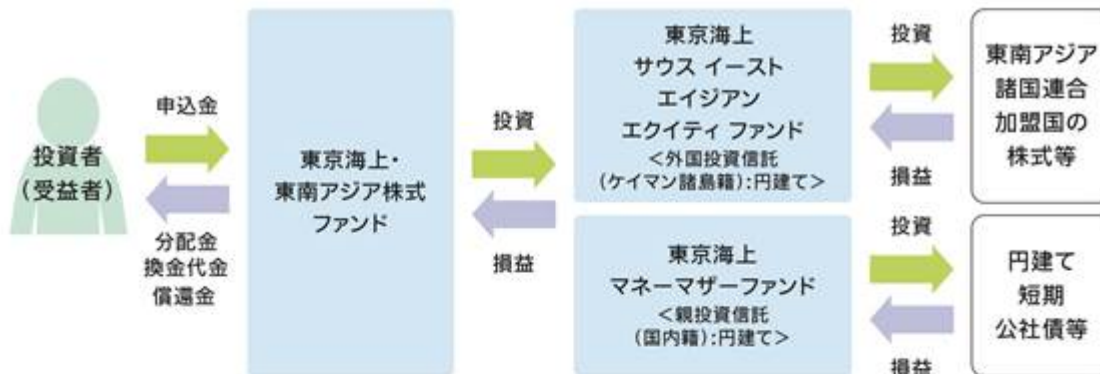 投資者
（受益者）
申込金
分配金
換金代金
償還金
東京海上・
東南アジア株式
ファンド
投資
損益
東京海上
サウス イースト
エイジアン
エクイティ ファンド
＜外国投資信託
（ケイマン諸島籍）：円建て＞
投資
損益
東南アジア
諸国連合
加盟国の
株式等
東京海上
マネーマザーファンド
＜親投資信託
（国内籍）：円建て＞
投資
損益
円建て
短期
公社債等